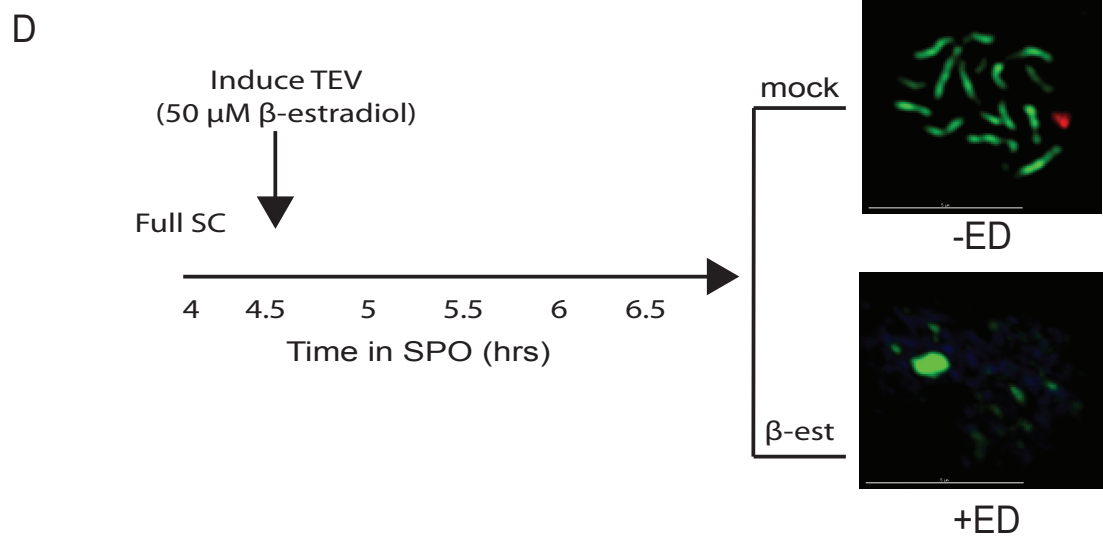 D
Induce TEV
(50 μM β-estradiol)
Full SC
4 4.5 5 5.5 6 6.5
Time in SPO (hrs)
mock
-ED
β-est
+ED